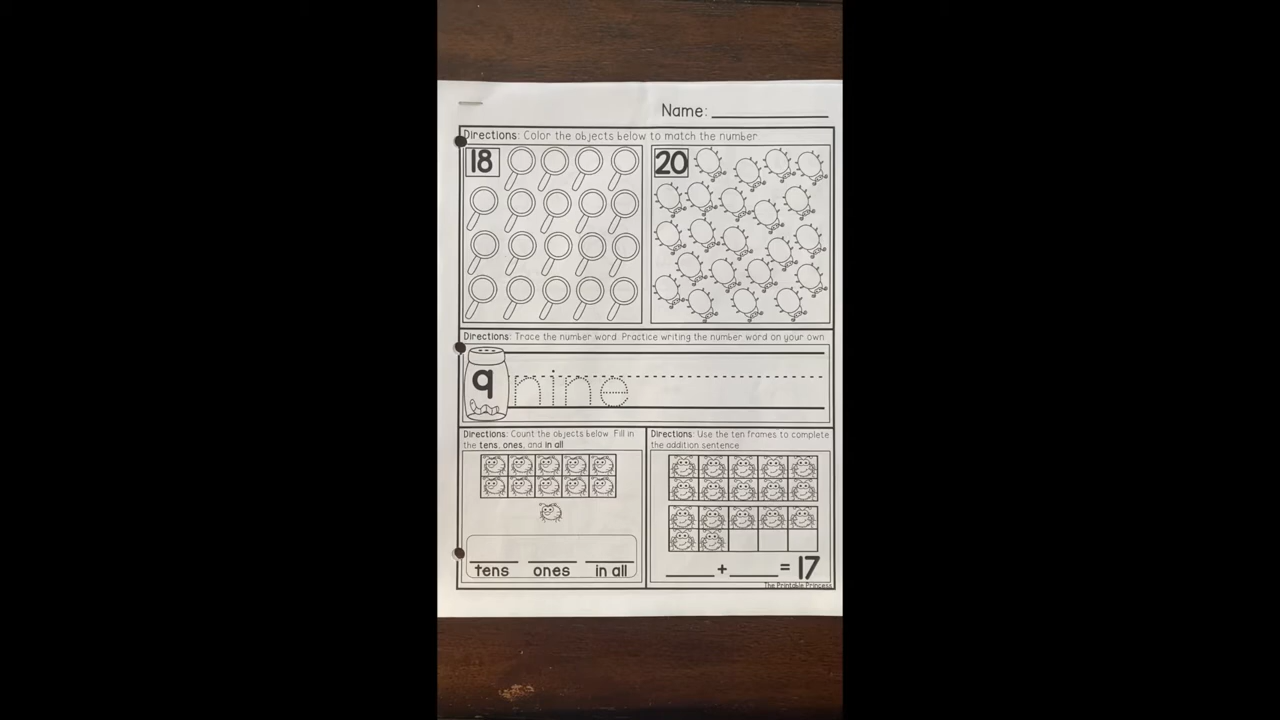 Name:
Directions: Color the objects below to match the number.
18
20
Directions: Trace the number word. Practice writing the number word on your own.
9
nine
Directions: Count the objects below. Fill in
the tens, ones, and in all.
tens ones in all
Directions: Use the ten frames to complete
the addition sentence.
+ = 17
The Printable Princess